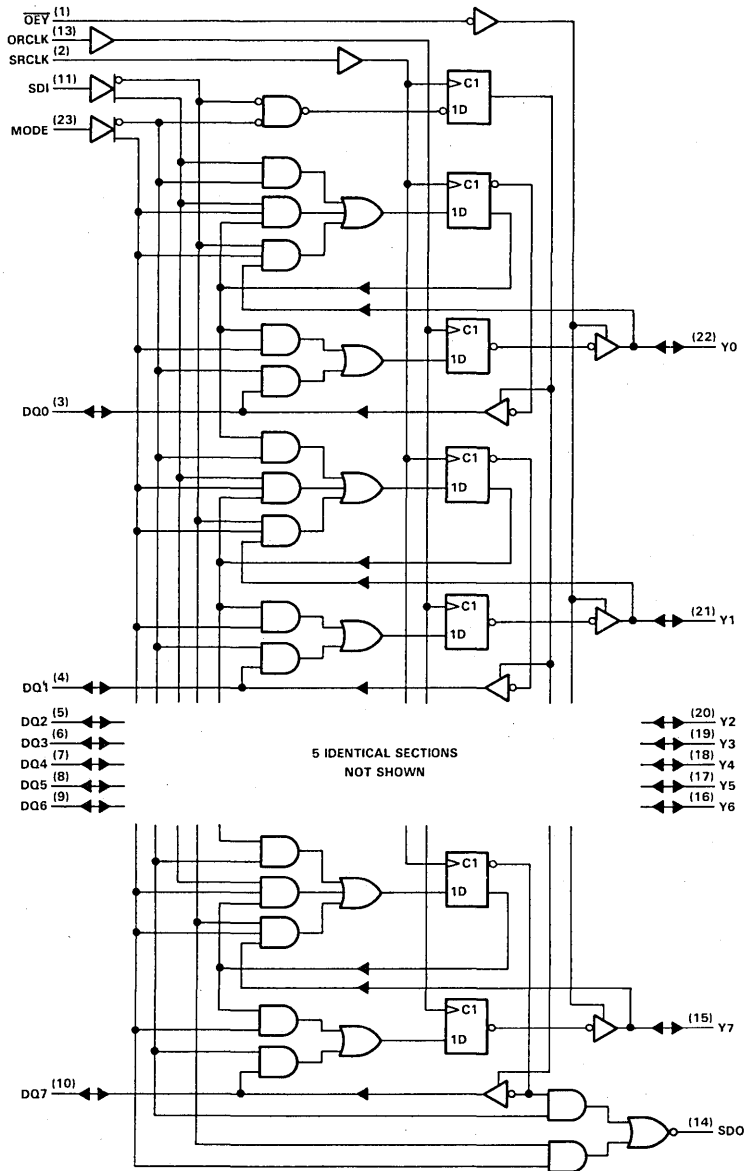 OEY (1)
ORCLK (13)
SRCLK (2)
SDI (11)
MODE (23)
C1
1D
C1
1D
C1
1D
(22) Y0
DQ0 (3)
C1
1D
C1
1D
(21) Y1
DQ1 (4)
DQ2 (5)
(20) Y2
DQ3 (6)
(19) Y3
DQ4 (7)
(18) Y4
DQ5 (8)
(17) Y5
DQ6 (9)
(16) Y6
5 IDENTICAL SECTIONS
NOT SHOWN
C1
1D
C1
1D
(15) Y7
DQ7 (10)
(14) SDO